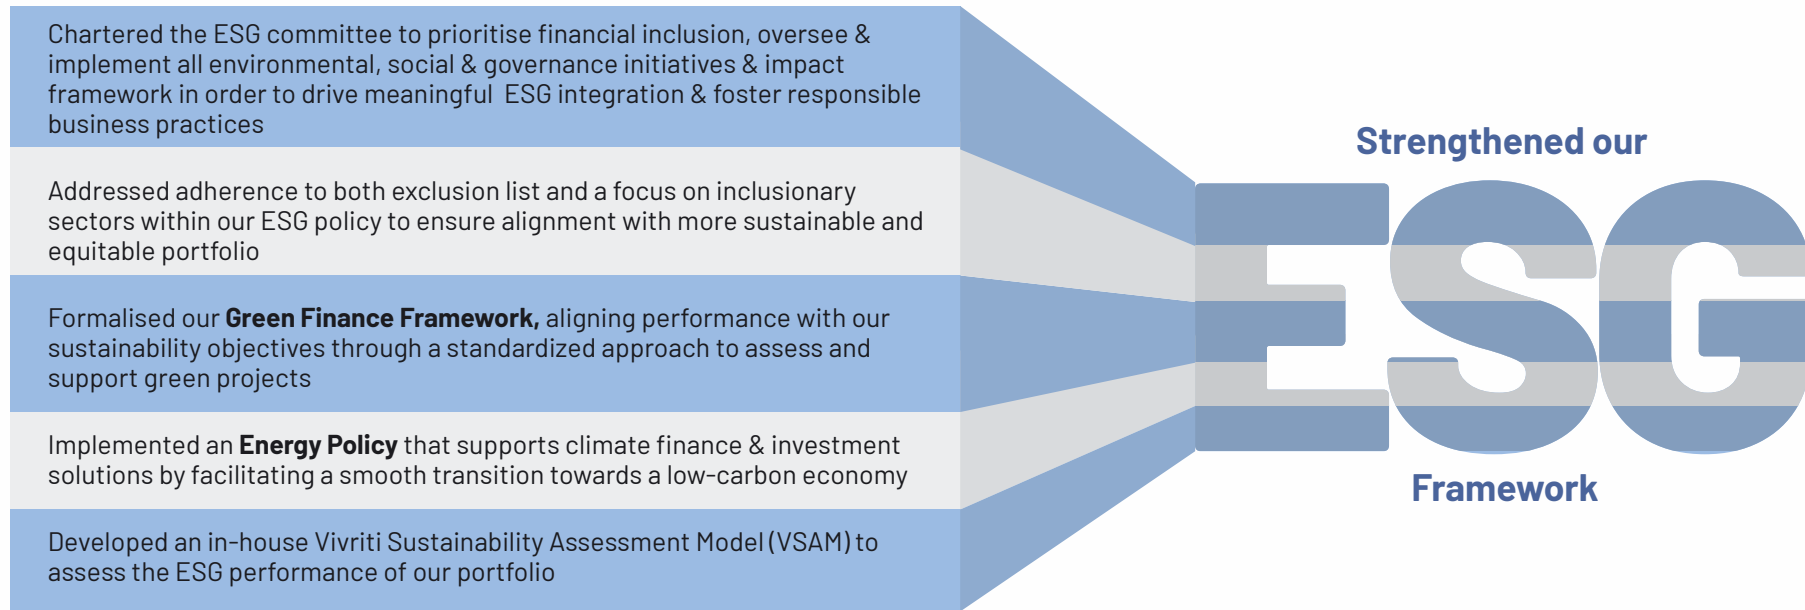 Chartered the ESG committee to prioritise financial inclusion, oversee &
implement all environmental, social & governance initiatives & impact
framework in order to drive meaningful ESG integration & foster responsible
business practices
Addressed adherence to both exclusion list and a focus on inclusionary
sectors within our ESG policy to ensure alignment with more sustainable and
equitable portfolio
Formalised our Green Finance Framework, aligning performance with our
sustainability objectives through a standardized approach to assess and
support green projects
Implemented an Energy Policy that supports climate finance & investment
solutions by facilitating a smooth transition towards a low-carbon economy
Developed an in-house Vivriti Sustainability Assessment Model (VSAM) to
assess the ESG performance of our portfolio
Strengthened our
ESG
Framework